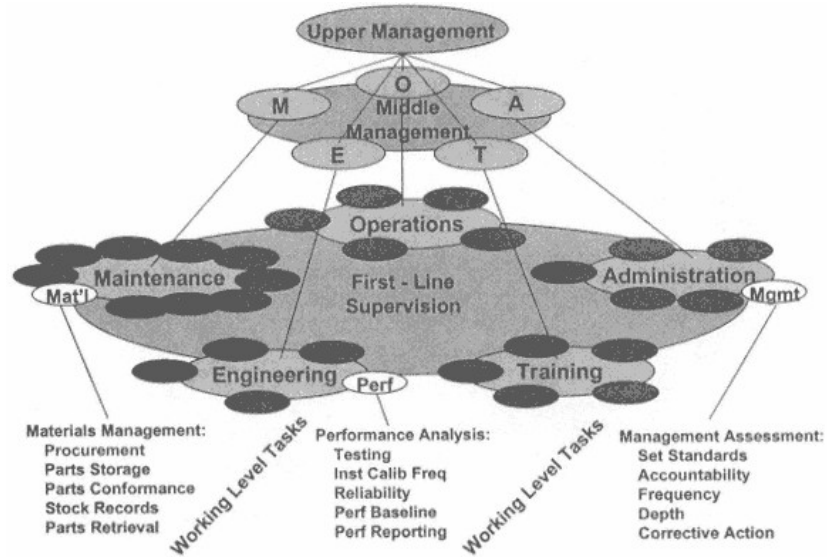 Upper Management
O
M
A
Middle
Management
E
T
Operations
Maintenance
Administration
First - Line
Supervision
Mat'l
Mgmt
Engineering
Perf
Training
Materials Management:
Procurement
Parts Storage
Parts Conformance
Stock Records
Parts Retrieval
Working Level Tasks
Performance Analysis:
Testing
Inst Calib Freq
Reliability
Perf Baseline
Perf Reporting
Working Level Tasks
Management Assessment:
Set Standards
Accountability
Frequency
Depth
Corrective Action